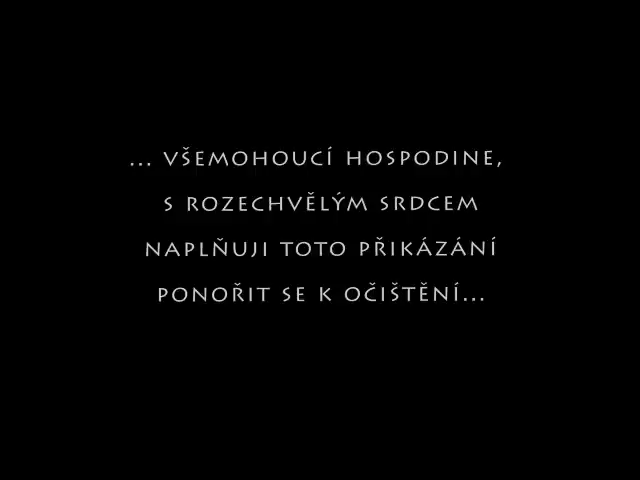 ... VŠEMOHOUCÍ HOSPODINE,
S ROZECHVĚLÝM SRDCEM
NAPLŇUJI TOTO PŘIKÁZÁNÍ
PONOŘIT SE K OČIŠTĚNÍ...